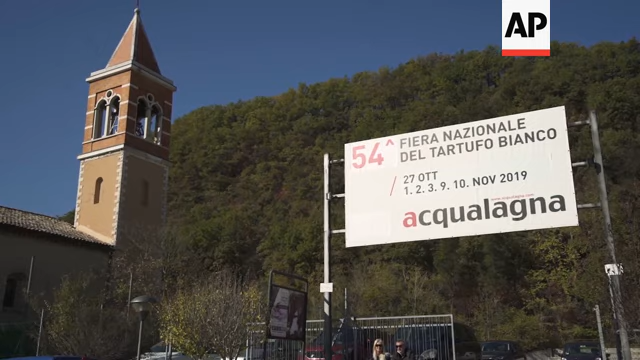 AP
54^ FIERA NAZIONALE
DEL TARTUFO BIANCO
/ 27 OTT
1. 2. 3. 9. 10. NOV 2019
acqualagna